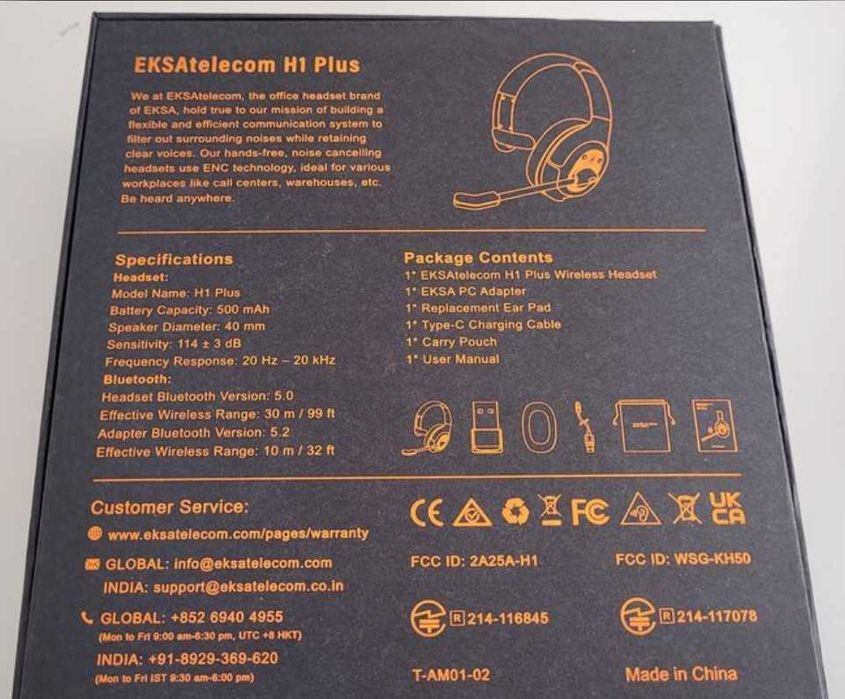 EKSAtelecom H1 Plus
We at EKSAtelecom, the office headset brand
of EKSA, hold true to our mission of building a
flexible and efficient communication system to
filter out surrounding noises while retaining
clear voices. Our hands-free, noise cancelling
headsets use ENC technology, ideal for various
workplaces like call centers, warehouses, etc.
Be heard anywhere.
Specifications
Headset:
Model Name: H1 Plus
Battery Capacity: 500 mAh
Speaker Diameter: 40 mm
Sensitivity: 114 ± 3 dB
Frequency Response: 20 Hz – 20 kHz
Bluetooth:
Headset Bluetooth Version: 5.0
Effective Wireless Range: 30 m / 99 ft
Adapter Bluetooth Version: 5.2
Effective Wireless Range: 10 m / 32 ft
Package Contents
1* EKSAtelecom H1 Plus Wireless Headset
1* EKSA PC Adapter
1* Replacement Ear Pad
1* Type-C Charging Cable
1* Carry Pouch
1* User Manual
Customer Service:
www.eksatelecom.com/pages/warranty
GLOBAL: info@eksatelecom.com
INDIA: support@eksatelecom.co.in
GLOBAL: +852 6940 4955
(Mon to Fri 9:00 am-6:30 pm, UTC +8 HKT)
INDIA: +91-8929-369-620
(Mon to Fri IST 9:30 am-6:00 pm)
CE FC UK CA
FCC ID: 2A25A-H1 FCC ID: WSG-KH50
R 214-116845 R 214-117078
T-AM01-02 Made in China